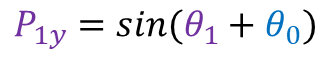 P₁y = sin(θ₁ + θ₀)